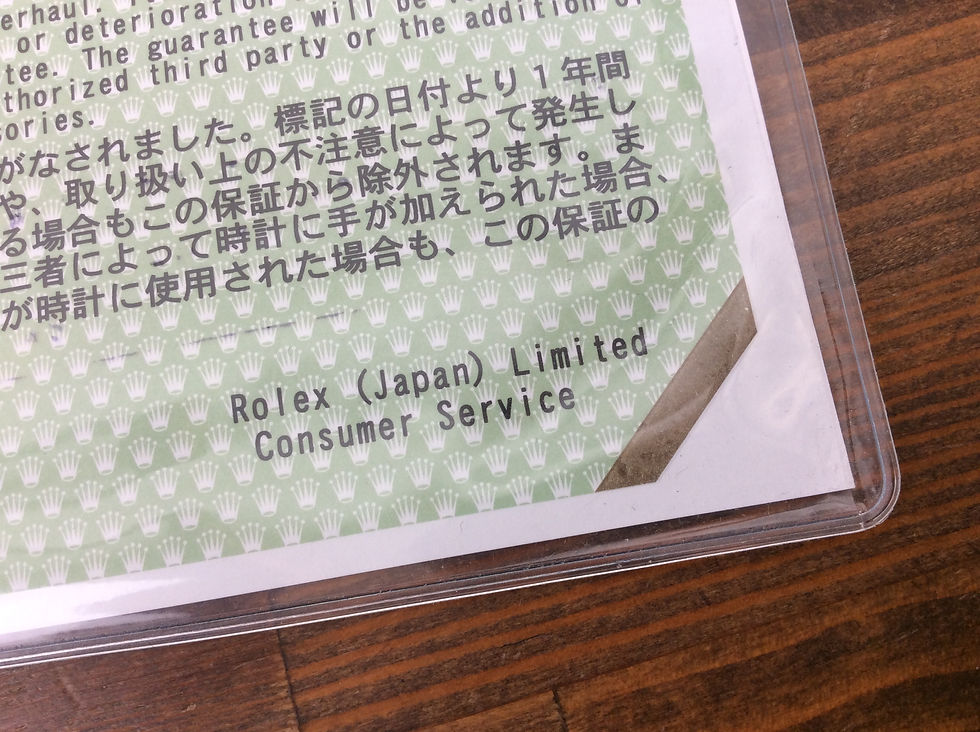 erhaul.
or deterioration
tee. The guarantee will be
thorized third party or the addition of
sories.
がなされました。標記の日付より1年間
や、取り扱い上の不注意によって発生し
る場合もこの保証から除外されます。ま
三者によって時計に手が加えられた場合、
が時計に使用された場合も、この保証の
Rolex (Japan) Limited
Consumer Service